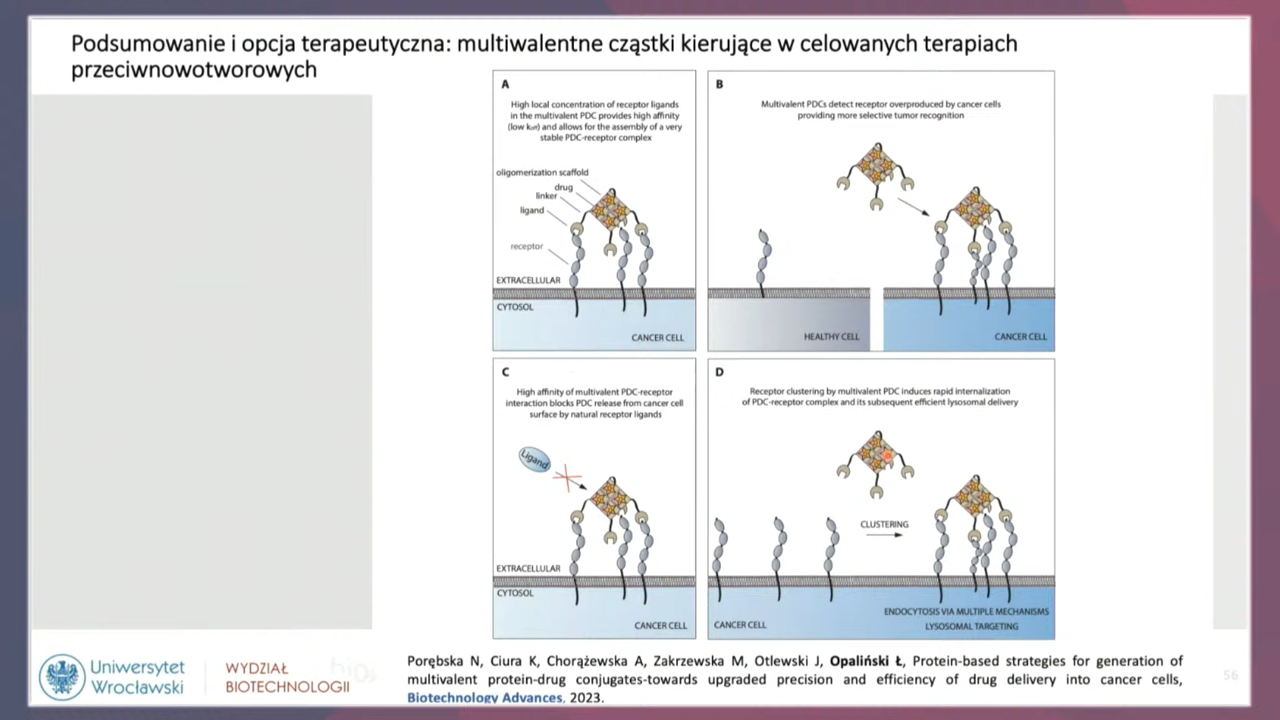 Podsumowanie i opcja terapeutyczna: multiwalentne cząstki kierujące w celowanych terapiach
przeciwnowotworowych
A
High local concentration of receptor ligands
in the multivalent PDC provides high affinity
(low koff) and allows for the assembly of a very
stable PDC-receptor complex
oligomerization scaffold
drug
linker
ligand
receptor
EXTRACELLULAR
CYTOSOL
CANCER CELL
B
Multivalent PDCs detect receptor overproduced by cancer cells
providing more selective tumor recognition
HEALTHY CELL
CANCER CELL
C
High affinity of multivalent PDC-receptor
interaction blocks PDC release from cancer cell
surface by natural receptor ligands
Ligand
EXTRACELLULAR
CYTOSOL
CANCER CELL
D
Receptor clustering by multivalent PDC induces rapid internalization
of PDC-receptor complex and its subsequent efficient lysosomal delivery
CLUSTERING
ENDOCYTOSIS VIA MULTIPLE MECHANISMS
CANCER CELL
LYSOSOMAL TARGETING
Uniwersytet
Wrocławski
WYDZIAŁ
BIOTECHNOLOGII
Porębska N, Ciura K, Chorążewska A, Zakrzewska M, Otlewski J, Opaliński Ł, Protein-based strategies for generation of
multivalent protein-drug conjugates-towards upgraded precision and efficiency of drug delivery into cancer cells,
Biotechnology Advances, 2023.
56